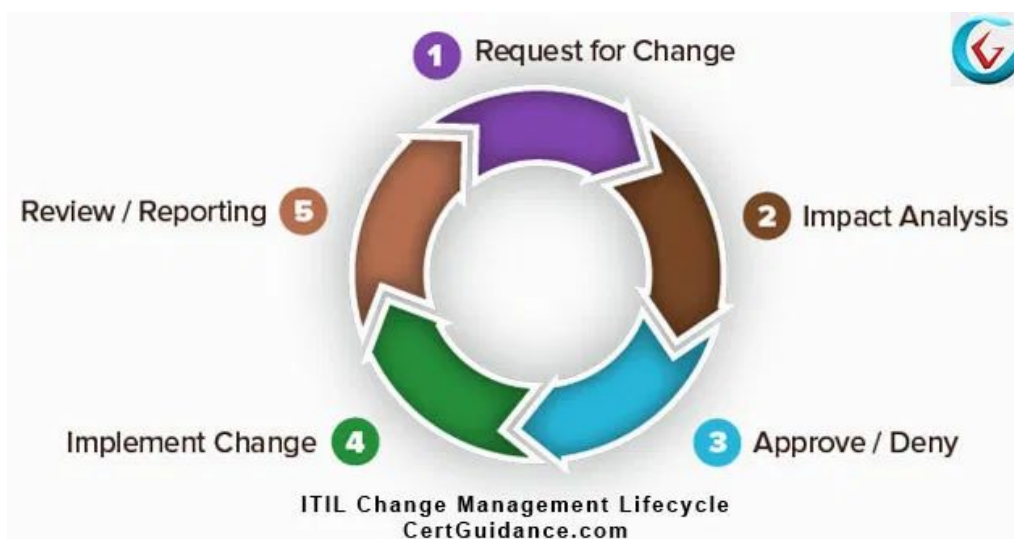 1 Request for Change
2 Impact Analysis
3 Approve / Deny
4 Implement Change
5 Review / Reporting
ITIL Change Management Lifecycle
CertGuidance.com